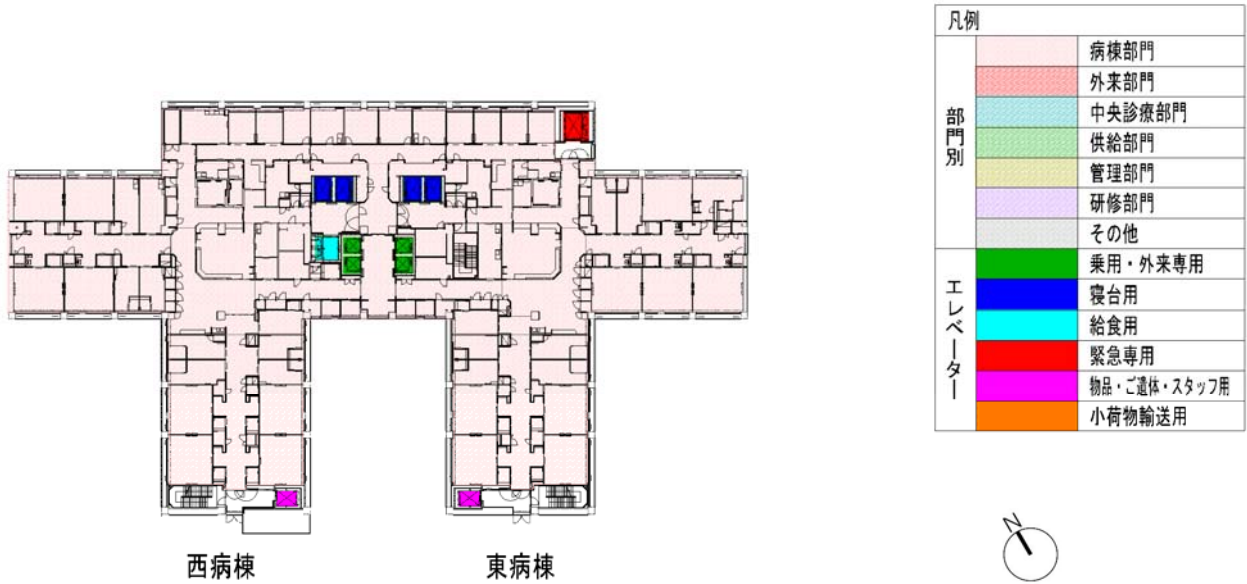 凡例
部門別
病棟部門
外来部門
中央診療部門
供給部門
管理部門
研修部門
その他
エレベーター
乗用・外来専用
寝台用
給食用
緊急専用
物品・ご遺体・スタッフ用
小荷物輸送用
N
西病棟
東病棟